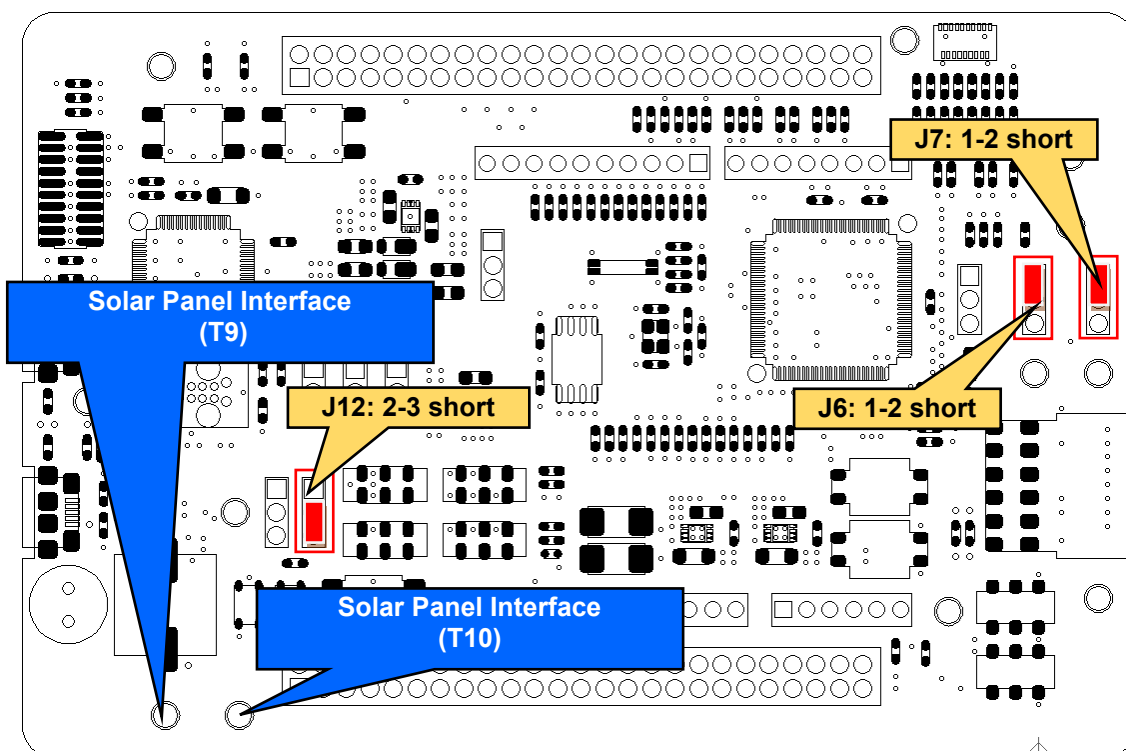 J7: 1-2 short
Solar Panel Interface
(T9)
J12: 2-3 short
J6: 1-2 short
Solar Panel Interface
(T10)